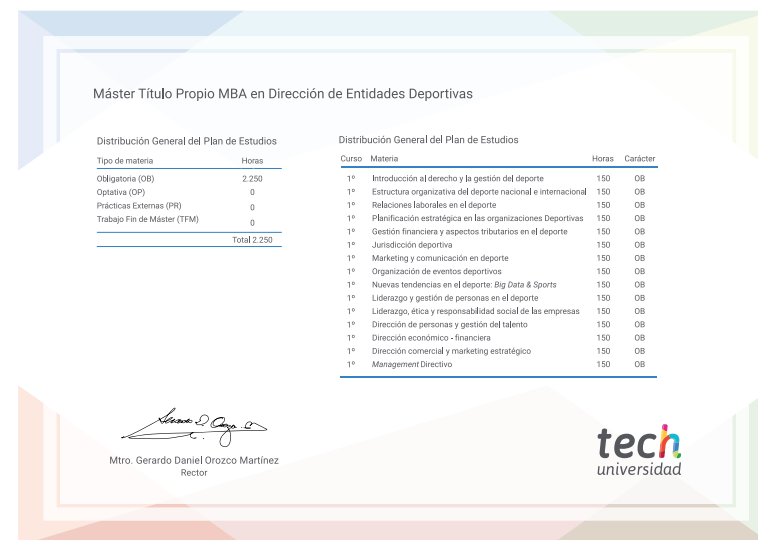 Máster Título Propio MBA en Dirección de Entidades Deportivas
Distribución General del Plan de Estudios
Tipo de materia Horas
Obligatoria (OB) 2.250
Optativa (OP) 0
Prácticas Externas (PR) 0
Trabajo Fin de Máster (TFM) 0
Total 2.250
Distribución General del Plan de Estudios
Curso Materia Horas Carácter
1º Introducción al derecho y la gestión del deporte 150 OB
1º Estructura organizativa del deporte nacional e internacional 150 OB
1º Relaciones laborales en el deporte 150 OB
1º Planificación estratégica en las organizaciones Deportivas 150 OB
1º Gestión financiera y aspectos tributarios en el deporte 150 OB
1º Jurisdicción deportiva 150 OB
1º Marketing y comunicación en deporte 150 OB
1º Organización de eventos deportivos 150 OB
1º Nuevas tendencias en el deporte: Big Data & Sports 150 OB
1º Liderazgo y gestión de personas en el deporte 150 OB
1º Liderazgo, ética y responsabilidad social de las empresas 150 OB
1º Dirección de personas y gestión del talento 150 OB
1º Dirección económico - financiera 150 OB
1º Dirección comercial y marketing estratégico 150 OB
1º Management Directivo 150 OB
Mtro. Gerardo Daniel Orozco Martínez
Rector
tech
universidad